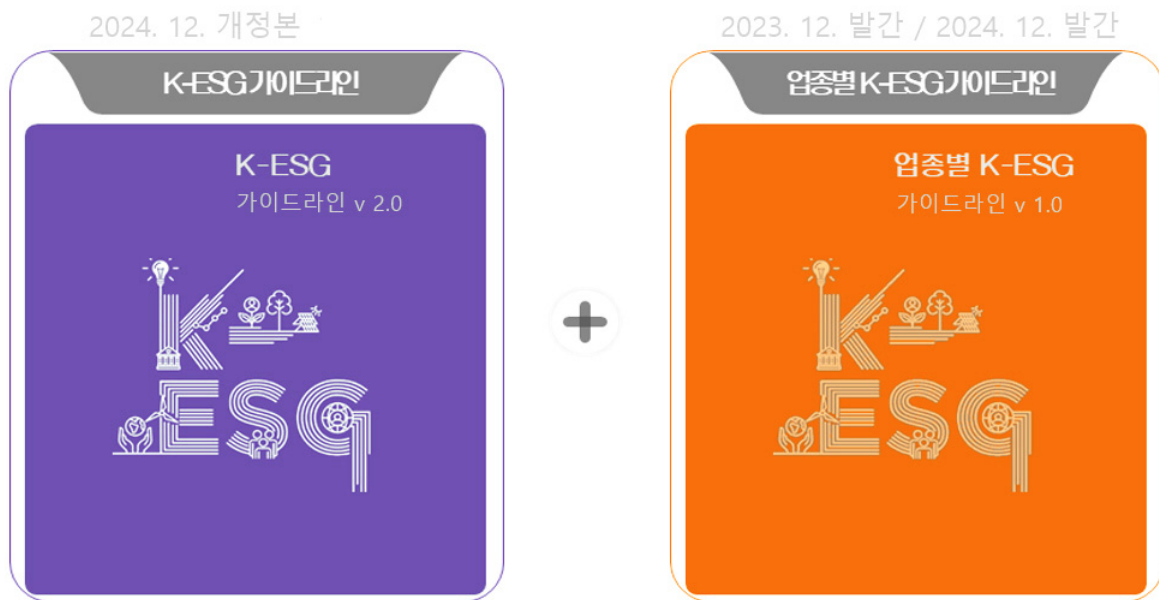 2024. 12. 개정본
K-ESG 가이드라인
K-ESG
가이드라인 v 2.0
K-
ESG
2023. 12. 발간 / 2024. 12. 발간
업종별 K-ESG 가이드라인
업종별 K-ESG
가이드라인 v 1.0
K-
ESG